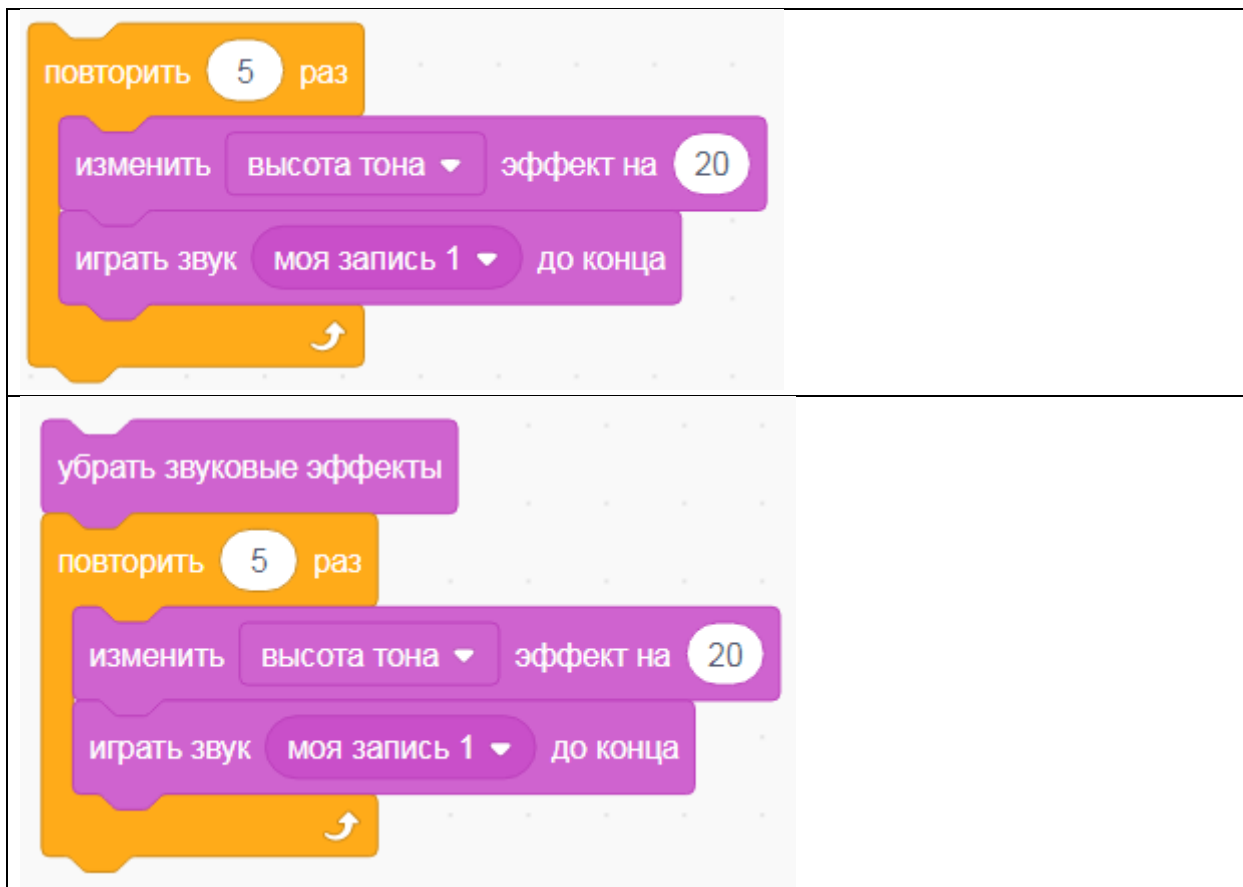 повторить 5 раз
изменить высота тона эффект на 20
играть звук моя запись 1 до конца
убрать звуковые эффекты
повторить 5 раз
изменить высота тона эффект на 20
играть звук моя запись 1 до конца